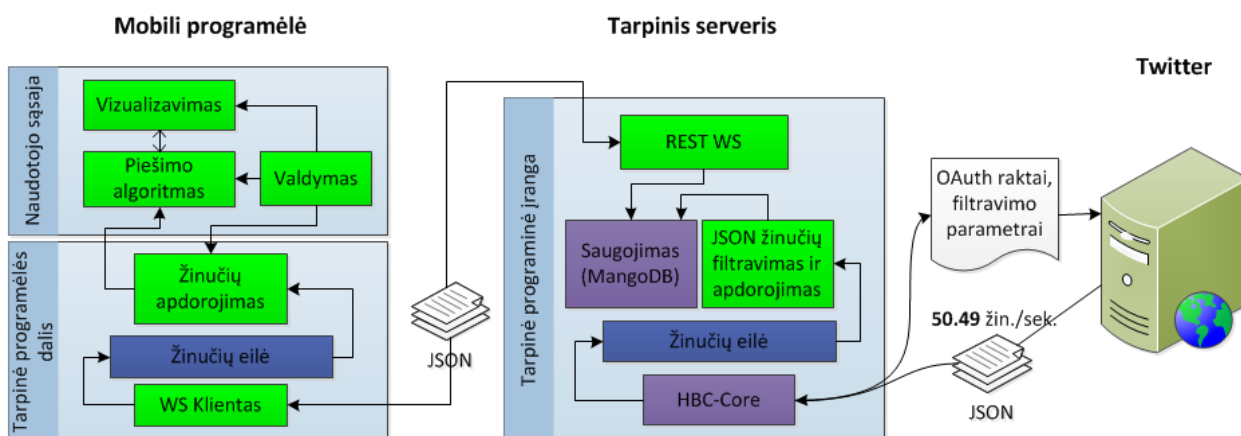 Mobili programėlė
Naudotojo sąsaja
Vizualizavimas
Piešimo
algoritmas
Valdymas
Tarpinė programėlės
dalis
Žinučių
apdorojimas
Žinučių eilė
WS Klientas
JSON
Tarpinis serveris
Tarpinė programinė įranga
REST WS
Saugojimas
(MangoDB)
JSON žinučių
filtravimas ir
apdorojimas
Žinučių eilė
HBC-Core
Twitter
OAuth raktai,
filtravimo
parametrai
50.49 žin./sek.
JSON